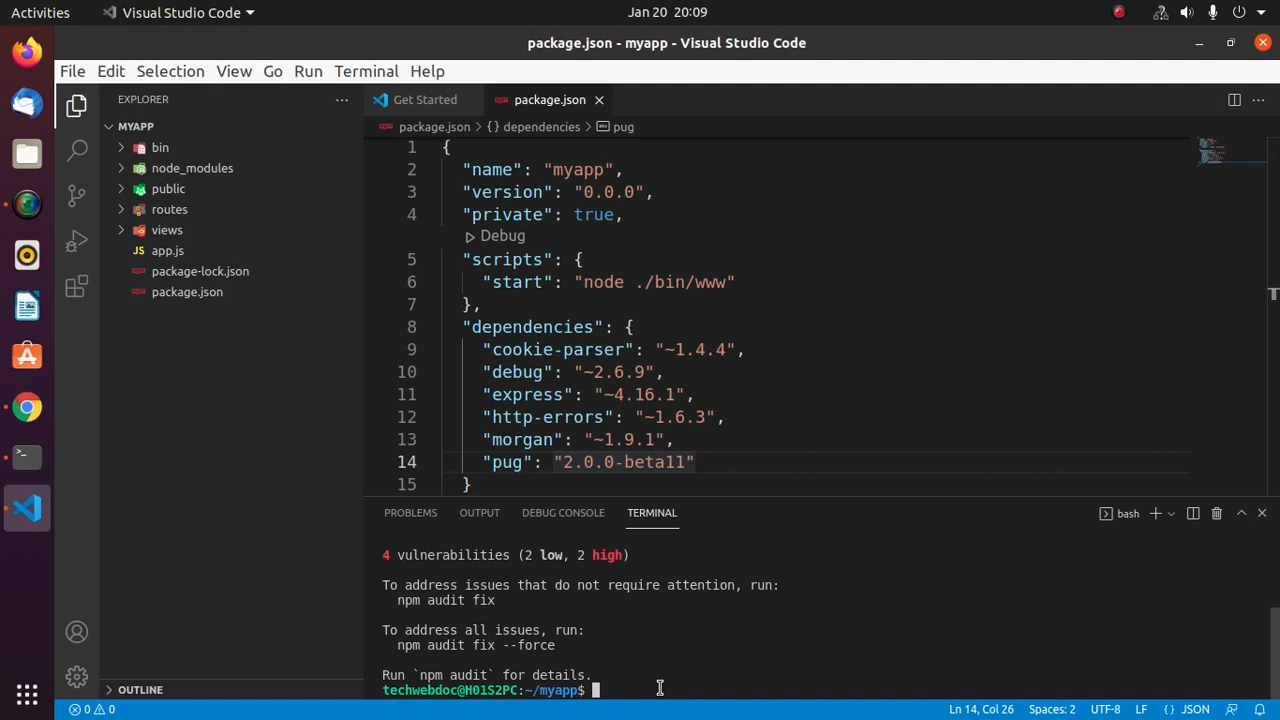 Activities
Visual Studio Code
Jan 20 20:09
package.json - myapp - Visual Studio Code
File Edit Selection View Go Run Terminal Help
EXPLORER
MYAPP
bin
node_modules
public
routes
views
app.js
package-lock.json
package.json
OUTLINE
Get Started
package.json
package.json > {} dependencies > pug
1 {
2 "name": "myapp",
3 "version": "0.0.0",
4 "private": true,
Debug
5 "scripts": {
6 "start": "node ./bin/www"
7 },
8 "dependencies": {
9 "cookie-parser": "~1.4.4",
10 "debug": "~2.6.9",
11 "express": "~4.16.1",
12 "http-errors": "~1.6.3",
13 "morgan": "~1.9.1",
14 "pug": "2.0.0-beta11"
15 }
PROBLEMS OUTPUT DEBUG CONSOLE TERMINAL
bash
4 vulnerabilities (2 low, 2 high)
To address issues that do not require attention, run:
npm audit fix
To address all issues, run:
npm audit fix --force
Run `npm audit` for details.
techwebdoc@H01S2PC:~/myapp$
0 0
Ln 14, Col 26 Spaces: 2 UTF-8 LF {} JSON